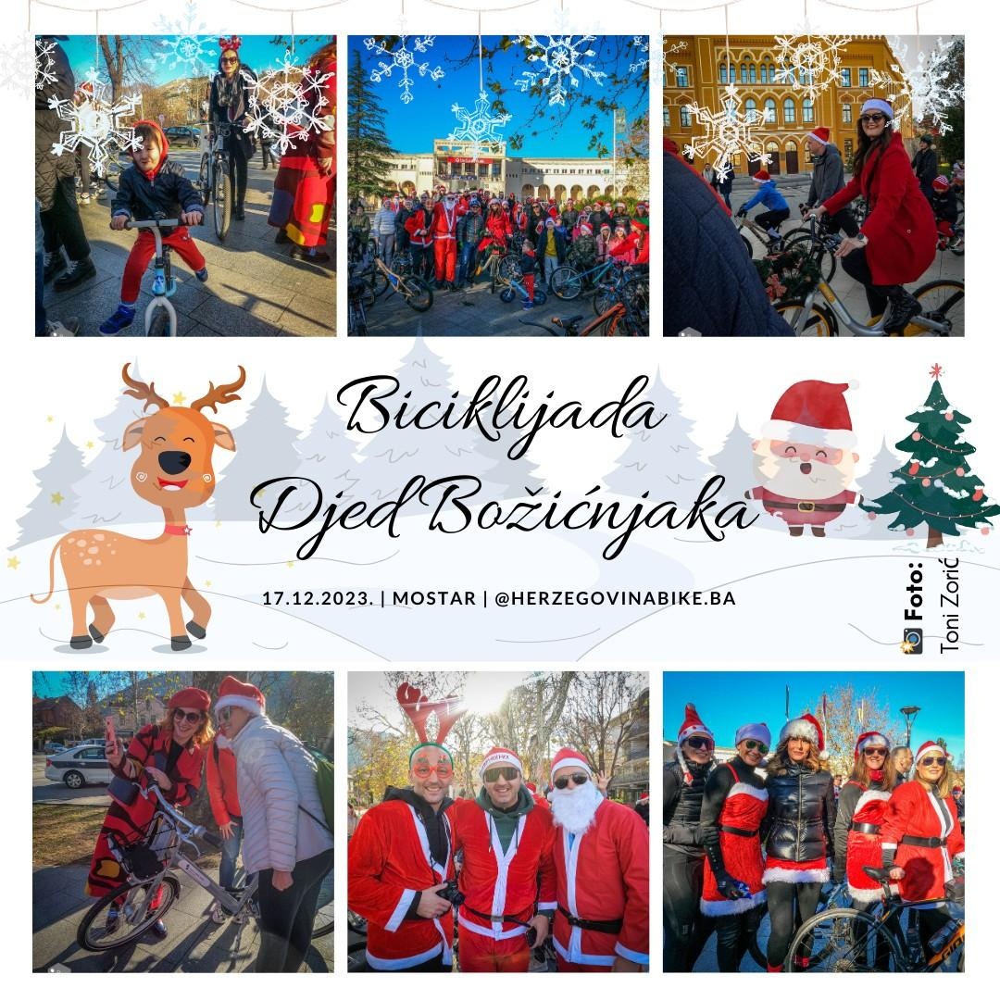 Biciklijada
Djed Božićnjaka
17.12.2023. | MOSTAR | @HERZEGOVINABIKE.BA
Foto:
Toni Zorić